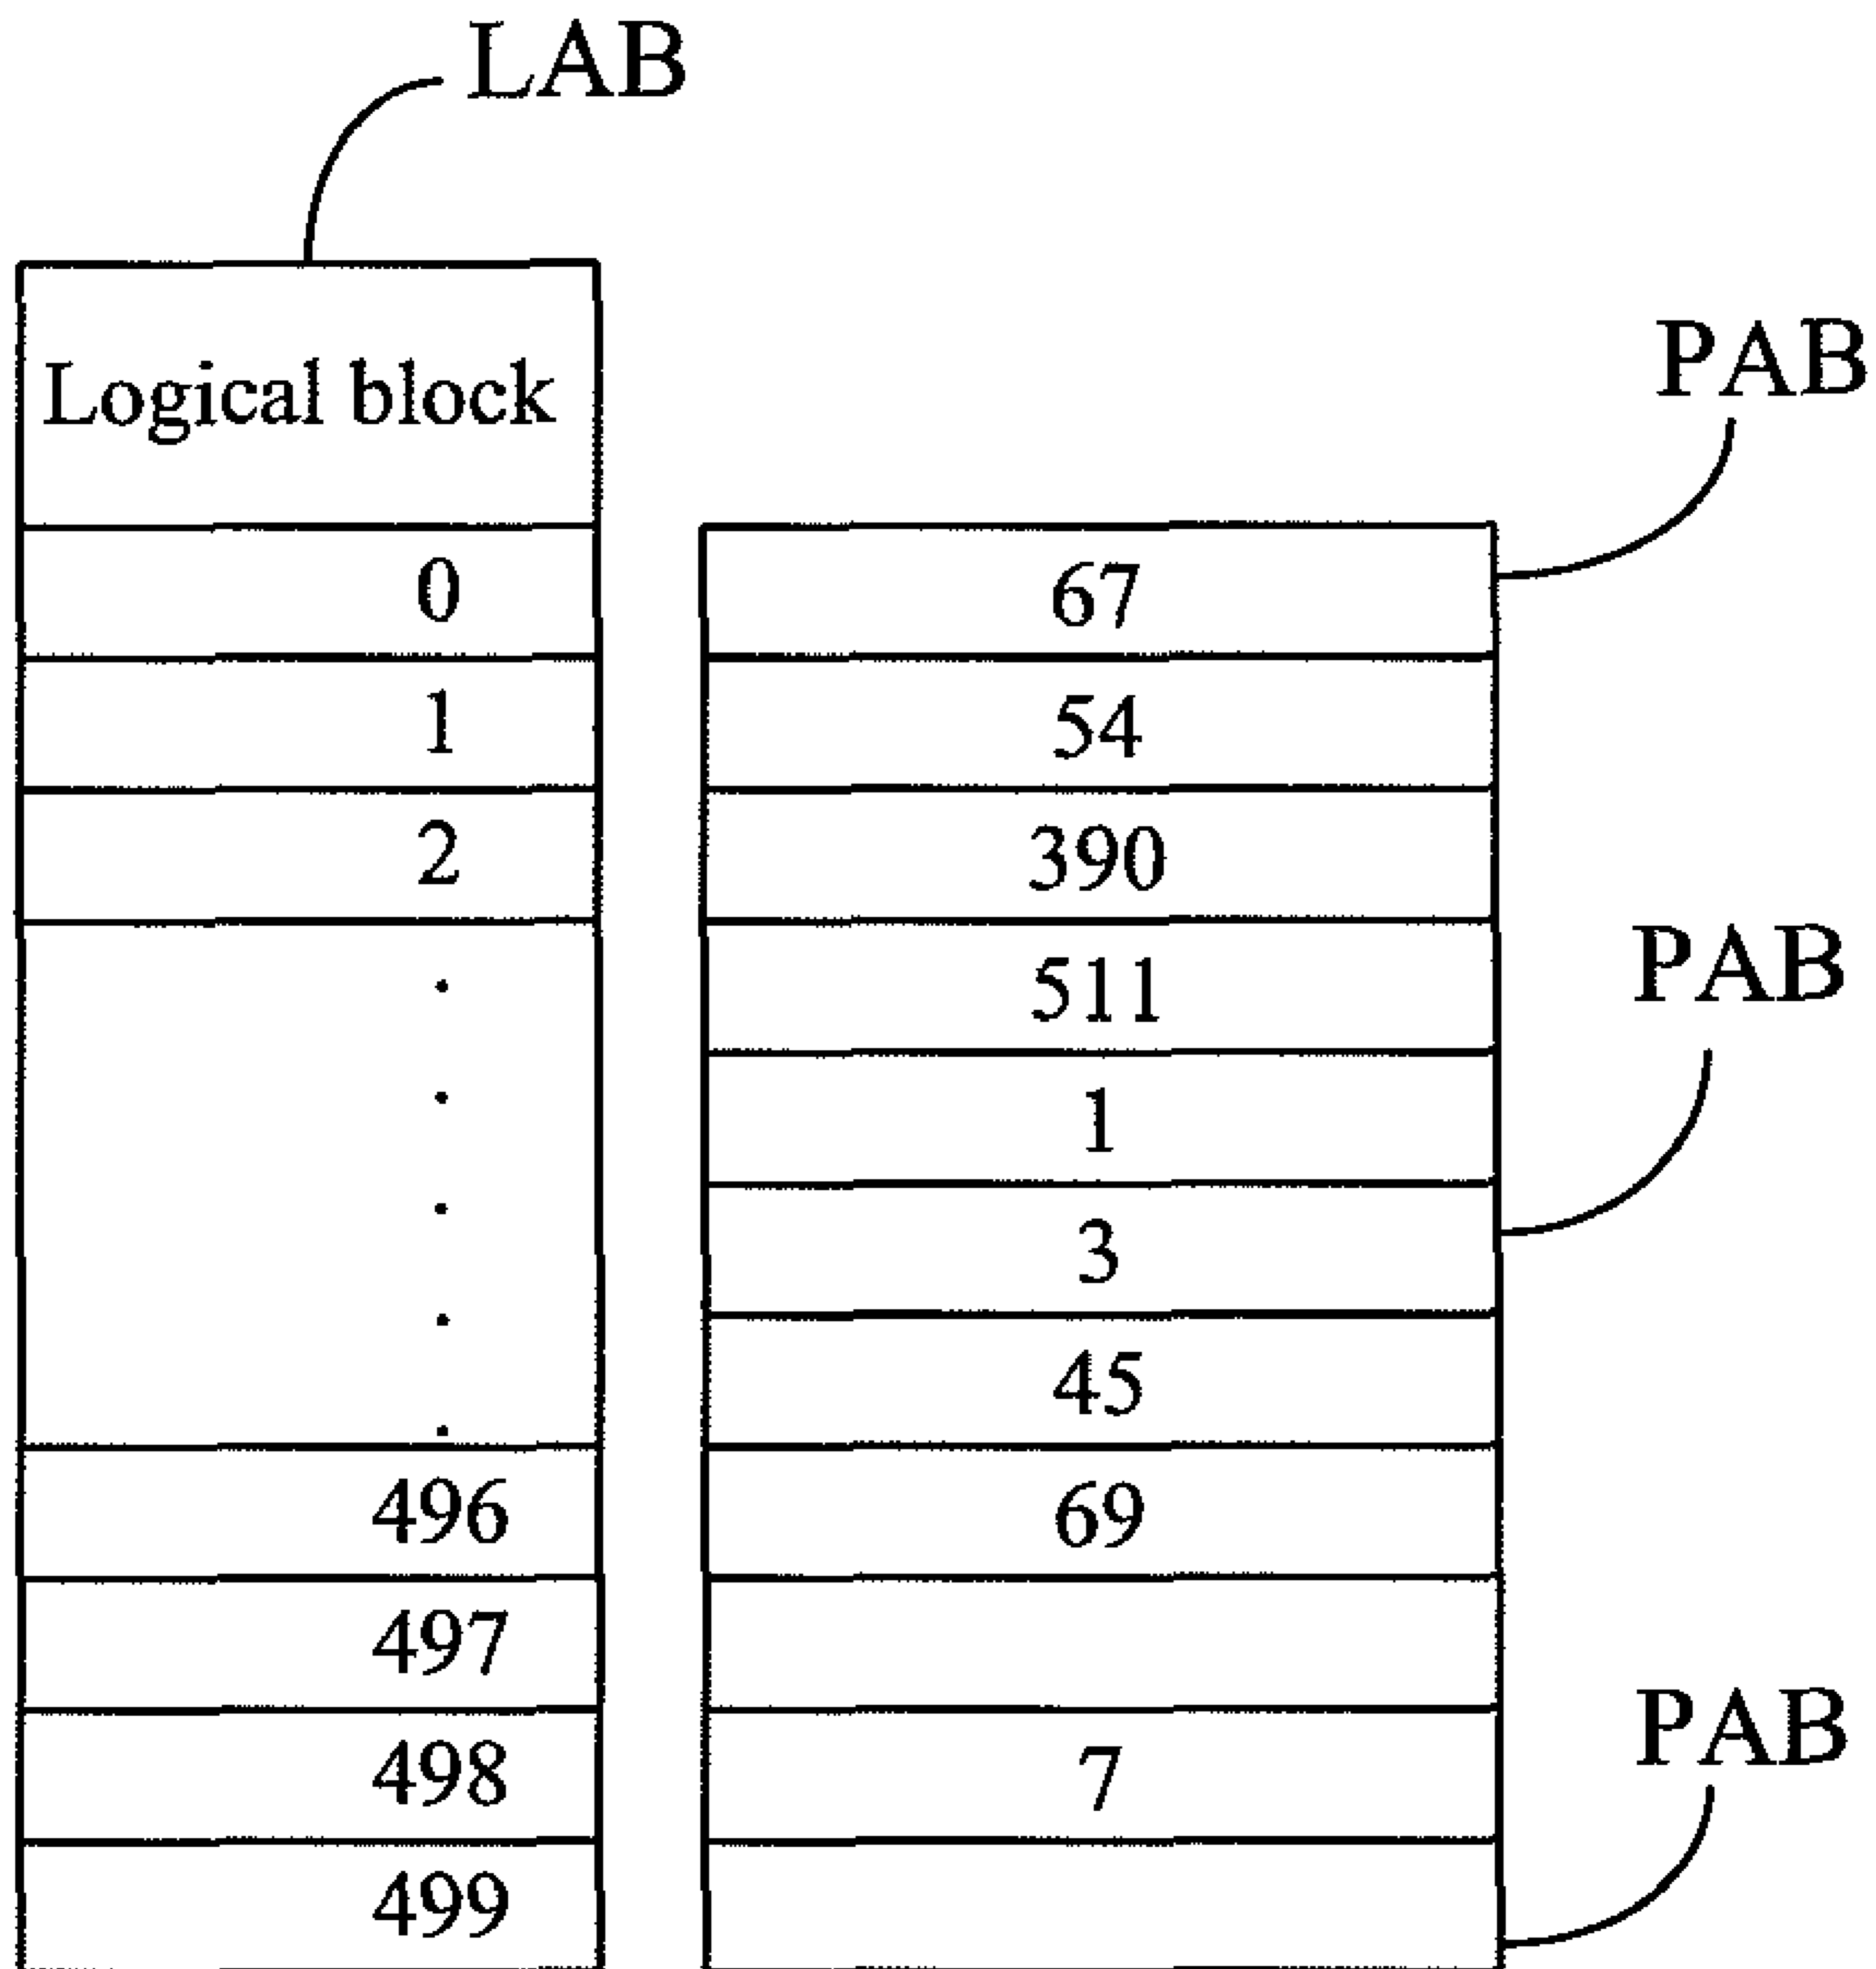 LAB
Logical block
PAB
0 67
1 54
2 390
. 511
PAB
. 1
. 3
. 45
.
496 69
497
498 7
PAB
499